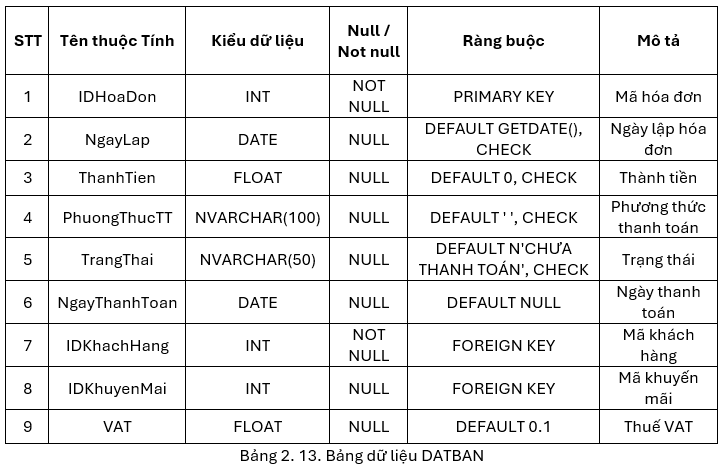 STT Tên thuộc Tính Kiểu dữ liệu Null / Not null Ràng buộc Mô tả
1 IDHoaDon INT NOT NULL PRIMARY KEY Mã hóa đơn
2 NgayLap DATE NULL DEFAULT GETDATE(), CHECK Ngày lập hóa đơn
3 ThanhTien FLOAT NULL DEFAULT 0, CHECK Thành tiền
4 PhuongThucTT NVARCHAR(100) NULL DEFAULT ' ', CHECK Phương thức thanh toán
5 TrangThai NVARCHAR(50) NULL DEFAULT N'CHƯA THANH TOÁN', CHECK Trạng thái
6 NgayThanhToan DATE NULL DEFAULT NULL Ngày thanh toán
7 IDKhachHang INT NOT NULL FOREIGN KEY Mã khách hàng
8 IDKhuyenMai INT NULL FOREIGN KEY Mã khuyến mãi
9 VAT FLOAT NULL DEFAULT 0.1 Thuế VAT
Bảng 2. 13. Bảng dữ liệu DATBAN